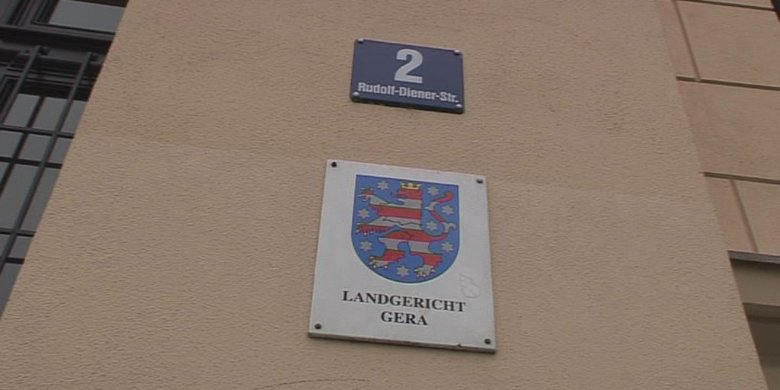 2
Rudolf-Diener-Str.
LANDGERICHT
GERA